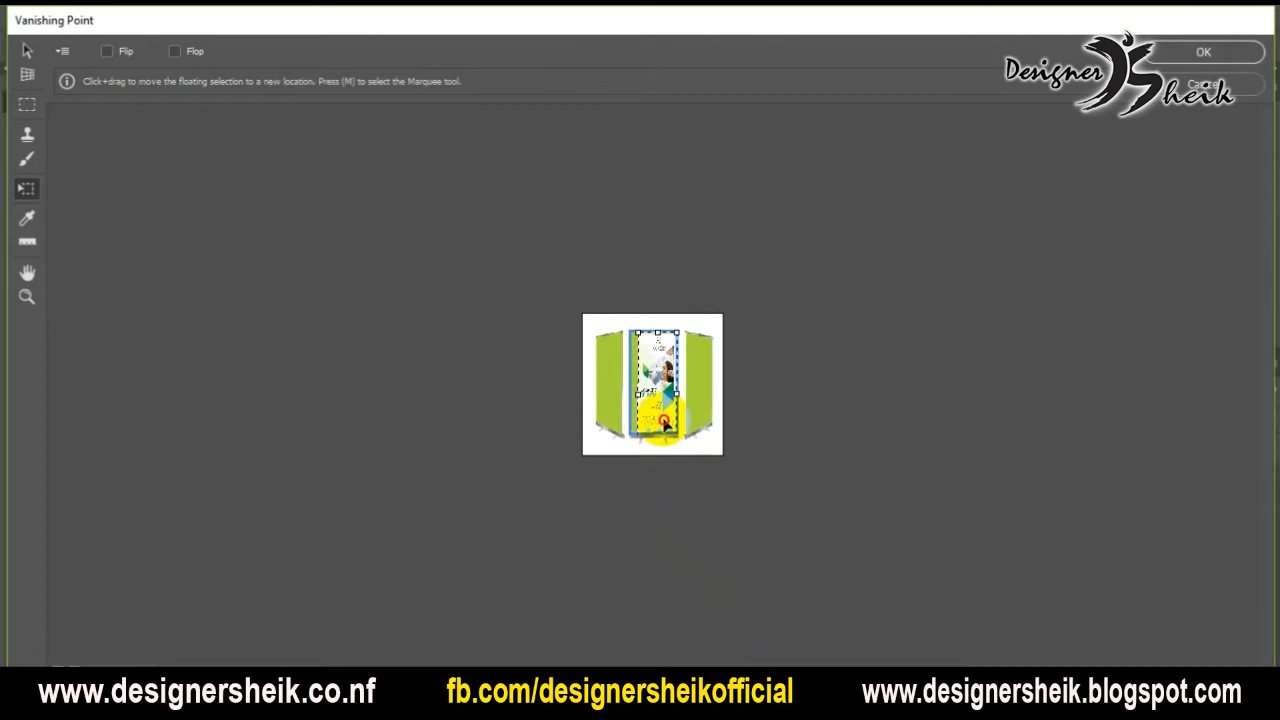 Vanishing Point
Flip
Flop
OK
Click+drag to move the floating selection to a new location. Press (M) to select the Marquee tool.
Designer
Sheik
www.designersheik.co.nf
fb.com/designersheikofficial
www.designersheik.blogspot.com